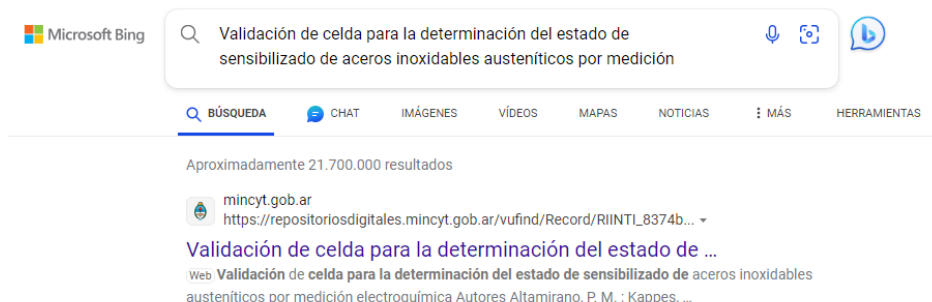 Microsoft Bing
Validación de celda para la determinación del estado de
sensibilizado de aceros inoxidables austeníticos por medición
BÚSQUEDA CHAT IMÁGENES VÍDEOS MAPAS NOTICIAS MÁS HERRAMIENTAS
Aproximadamente 21.700.000 resultados
mincyt.gob.ar
https://repositoriosdigitales.mincyt.gob.ar/vufind/Record/RIINTI_8374b...
Validación de celda para la determinación del estado de ...
Web Validación de celda para la determinación del estado de sensibilizado de aceros inoxidables
austeníticos por medición electroquímica Autores Altamirano, P. M. ; Kappes, ...